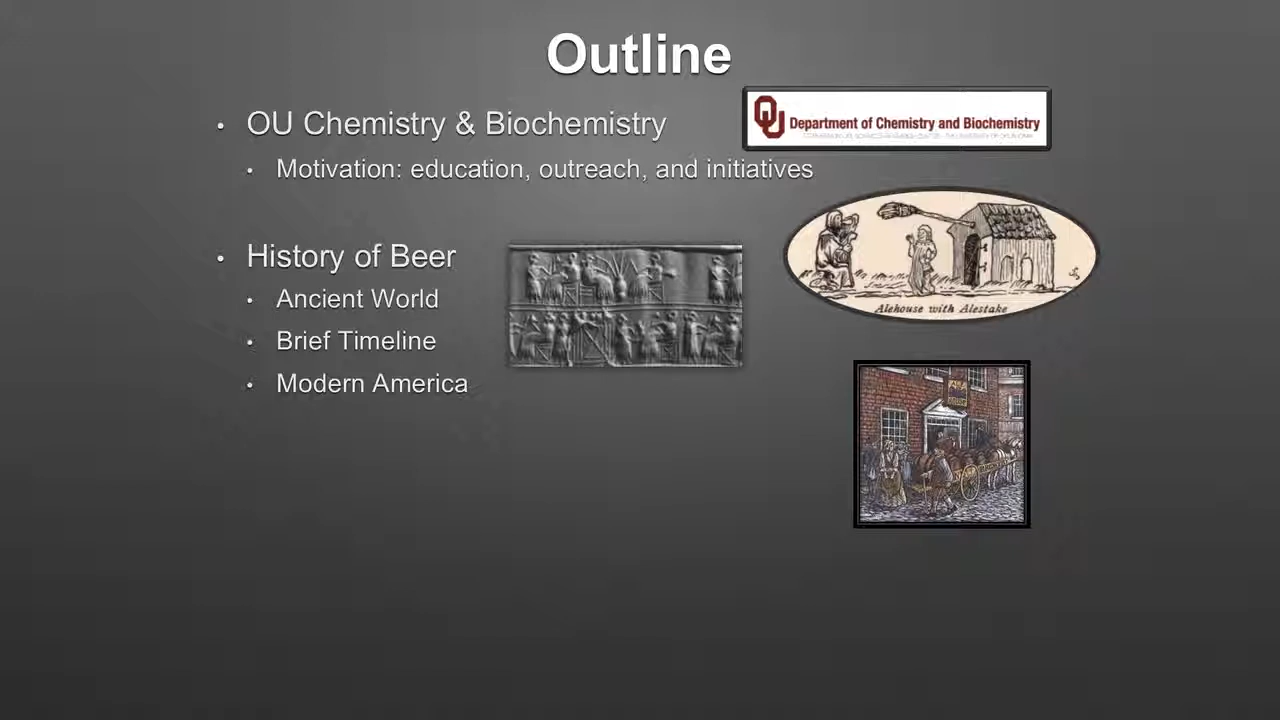 Outline
• OU Chemistry & Biochemistry
OU Department of Chemistry and Biochemistry
• Motivation: education, outreach, and initiatives
• History of Beer
• Ancient World
Alehouse with Alestake
• Brief Timeline
• Modern America